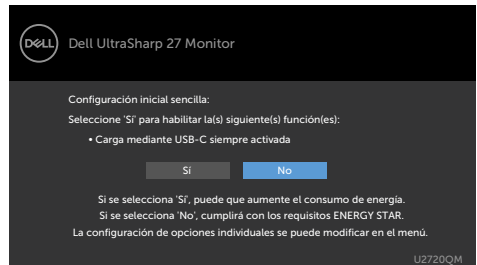 DELL Dell UltraSharp 27 Monitor
Configuración inicial sencilla:
Seleccione 'Sí' para habilitar la(s) siguiente(s) función(es):
• Carga mediante USB-C siempre activada
Sí No
Si se selecciona 'Sí', puede que aumente el consumo de energía.
Si se selecciona 'No', cumplirá con los requisitos ENERGY STAR.
La configuración de opciones individuales se puede modificar en el menú.
U2720QM